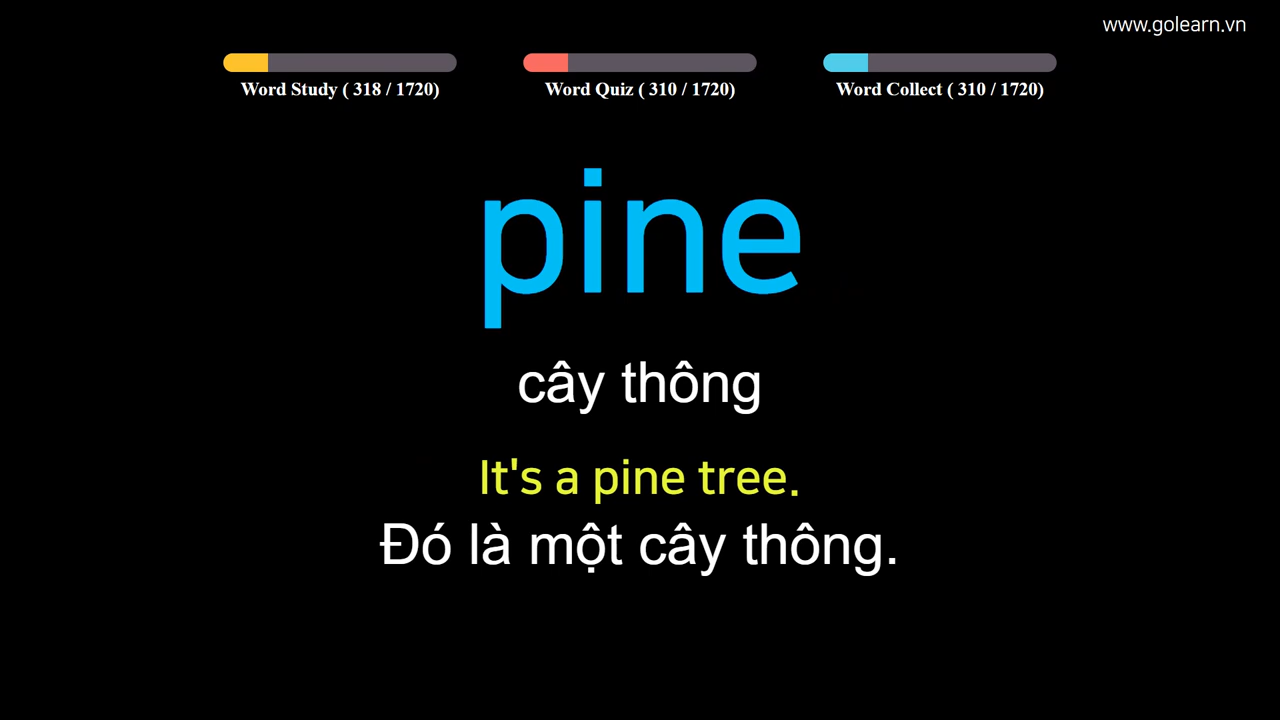 www.golearn.vn
Word Study ( 318 / 1720) Word Quiz ( 310 / 1720) Word Collect ( 310 / 1720)
pine
cây thông
It's a pine tree.
Đó là một cây thông.